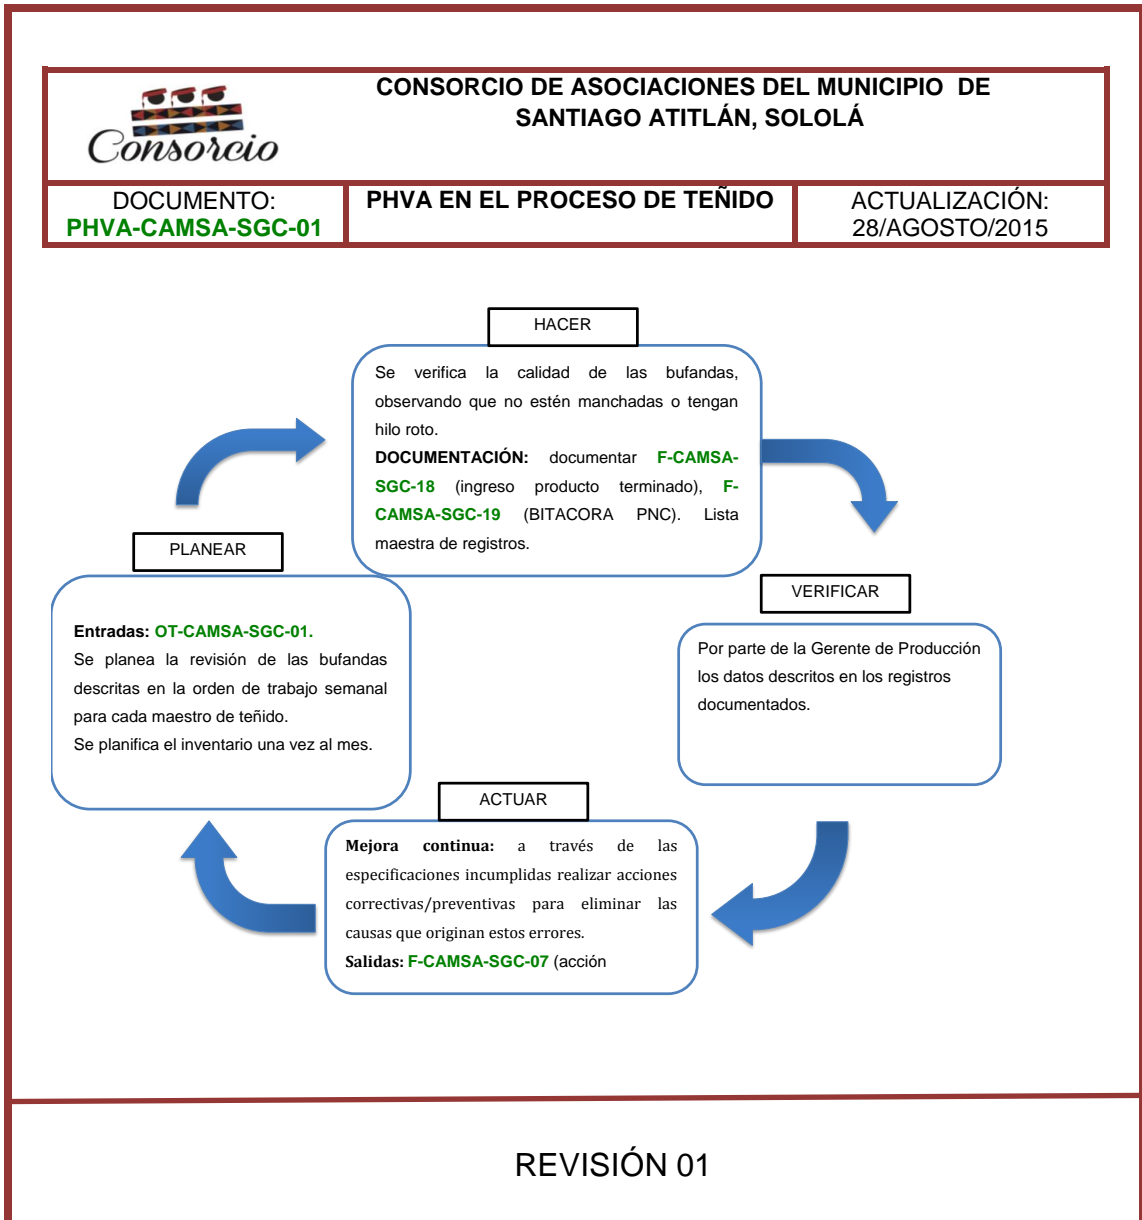 Consorcio
CONSORCIO DE ASOCIACIONES DEL MUNICIPIO DE
SANTIAGO ATITLÁN, SOLOLÁ
DOCUMENTO:
PHVA-CAMSA-SGC-01
PHVA EN EL PROCESO DE TEÑIDO
ACTUALIZACIÓN:
28/AGOSTO/2015
HACER
Se verifica la calidad de las bufandas,
observando que no estén manchadas o tengan
hilo roto.
DOCUMENTACIÓN: documentar F-CAMSA-
SGC-18 (ingreso producto terminado), F-
CAMSA-SGC-19 (BITACORA PNC). Lista
maestra de registros.
PLANEAR
Entradas: OT-CAMSA-SGC-01.
Se planea la revisión de las bufandas
descritas en la orden de trabajo semanal
para cada maestro de teñido.
Se planifica el inventario una vez al mes.
VERIFICAR
Por parte de la Gerente de Producción
los datos descritos en los registros
documentados.
ACTUAR
Mejora continua: a través de las
especificaciones incumplidas realizar acciones
correctivas/preventivas para eliminar las
causas que originan estos errores.
Salidas: F-CAMSA-SGC-07 (acción
REVISIÓN 01